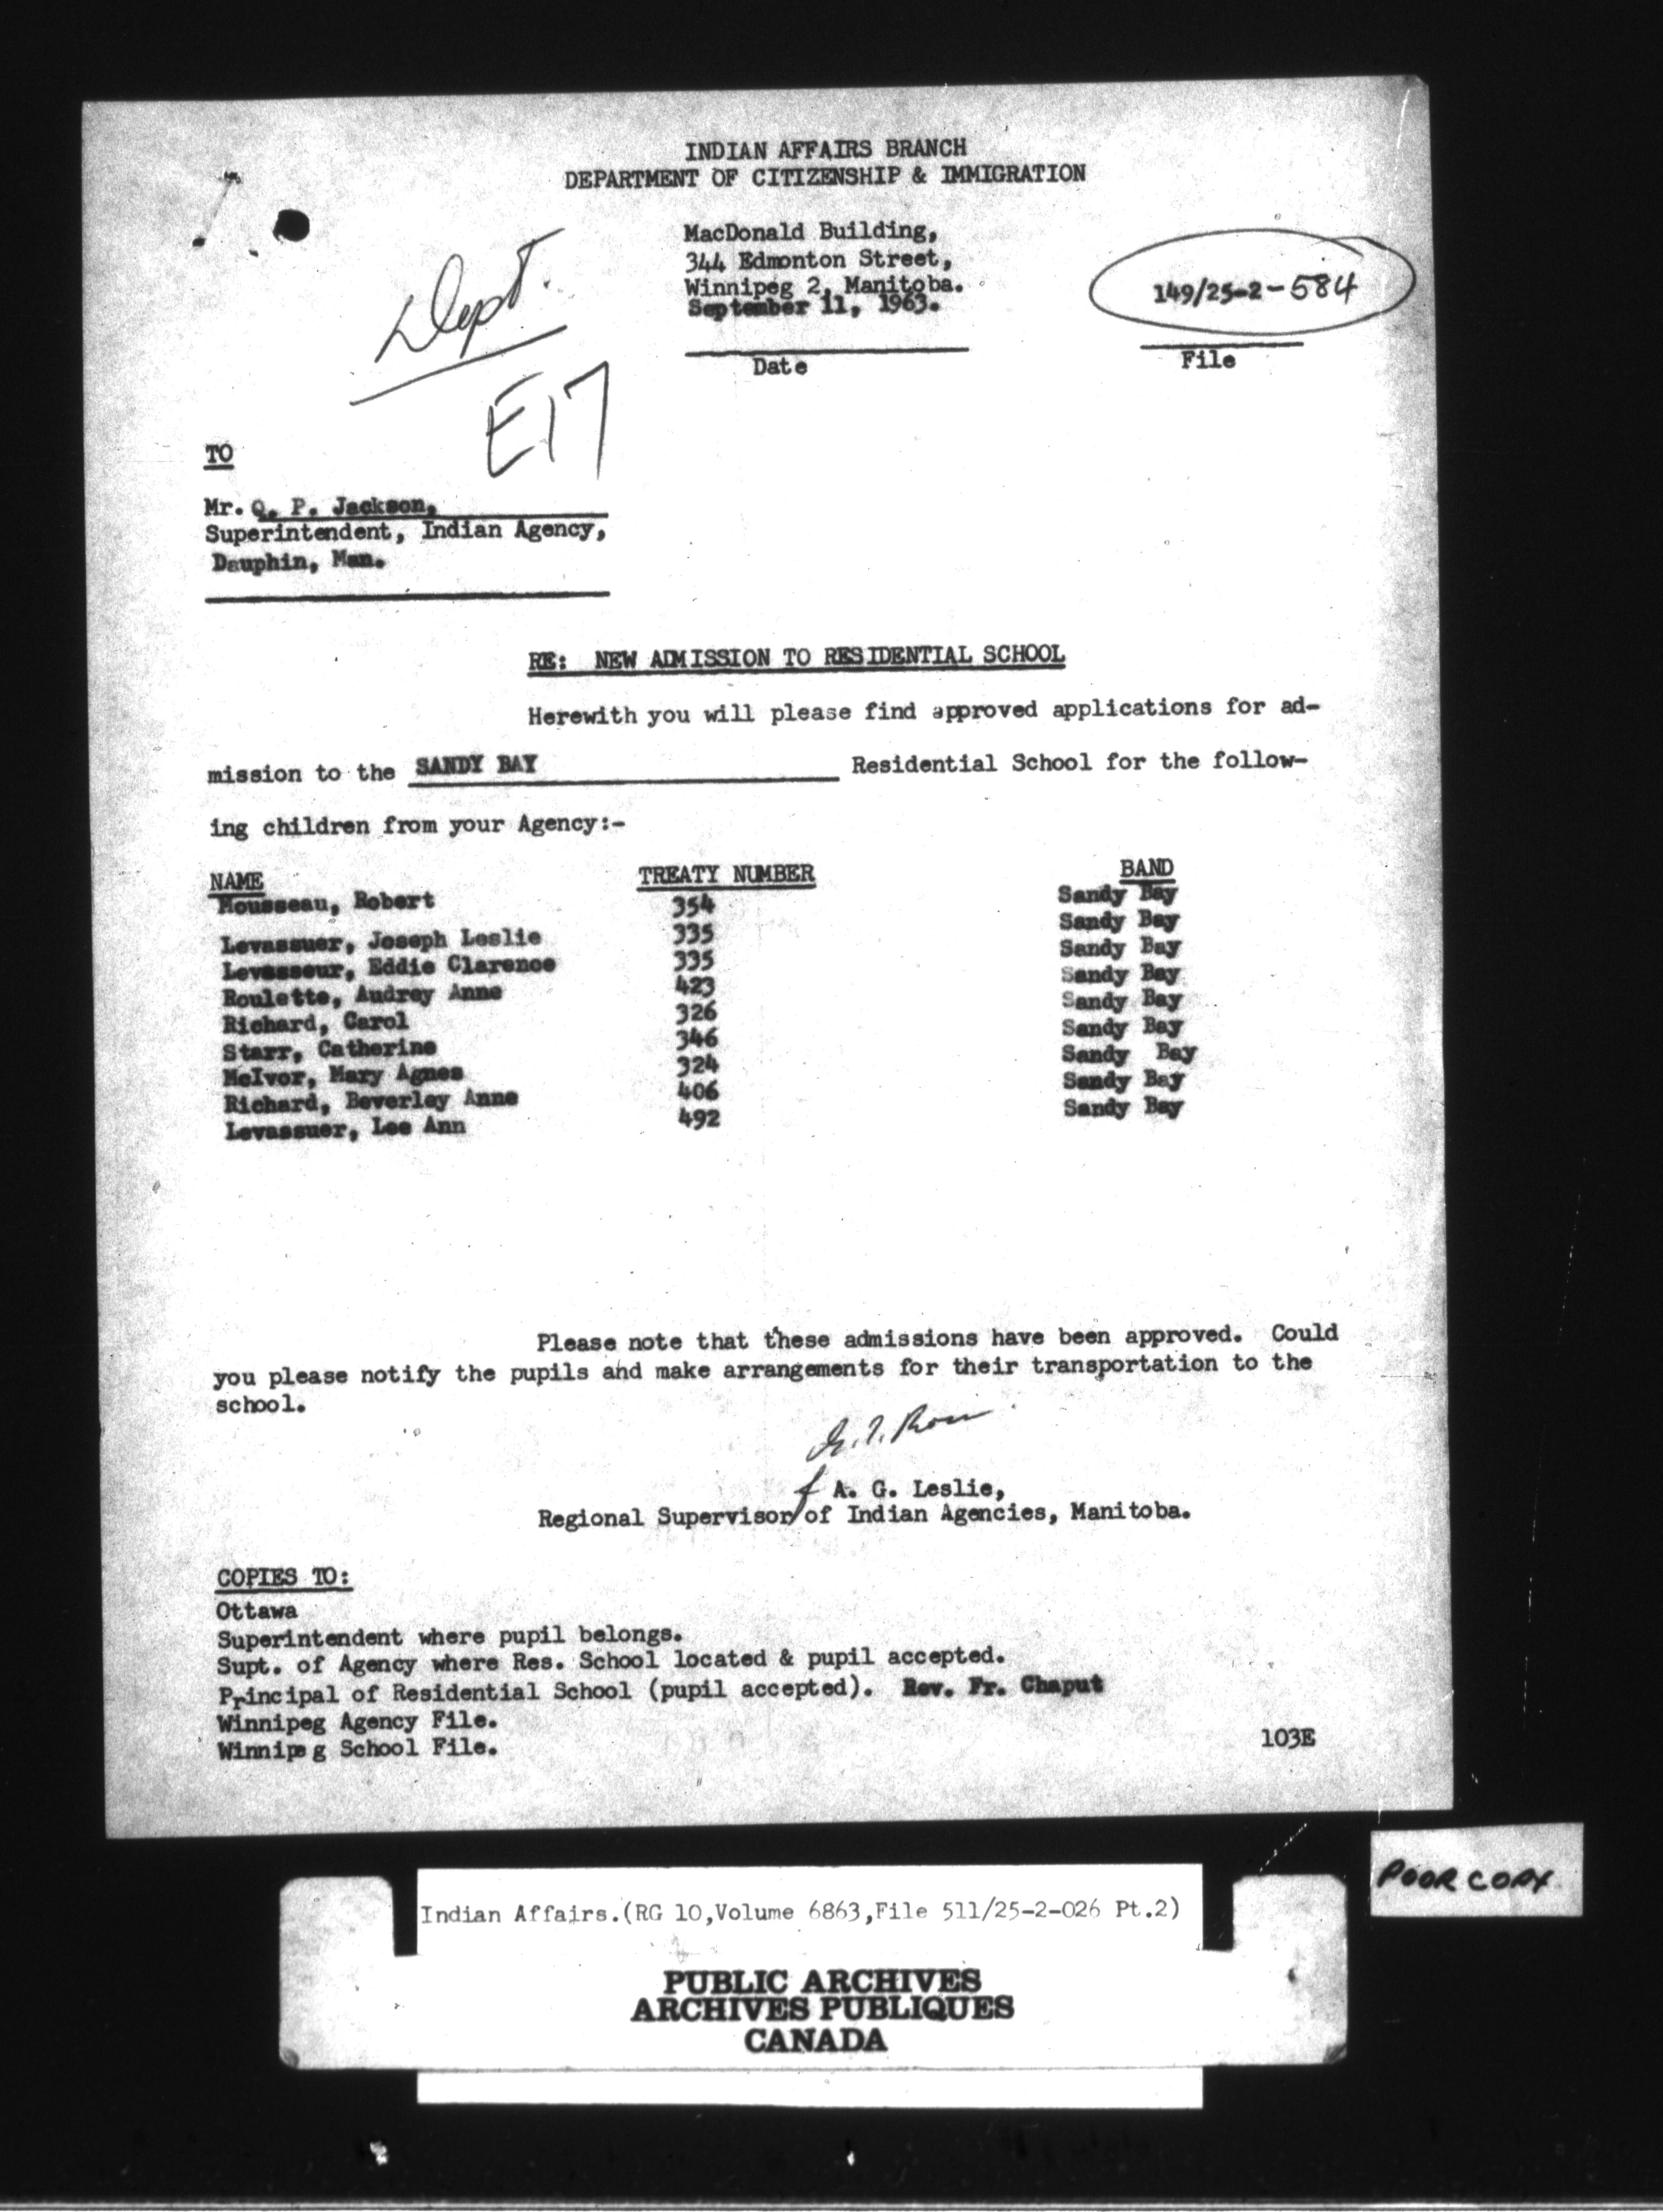 INDIAN AFFAIRS BRANCH
DEPARTMENT OF CITIZENSHIP & IMMIGRATION
MacDonald Building,
344 Edmonton Street,
Winnipeg 2, Manitoba.
September 11, 1963.
Date
149/25-2-584
File
Dept.
E17
TO
Mr. Q. P. Jackson,
Superintendent, Indian Agency,
Dauphin, Man.
RE: NEW ADMISSION TO RESIDENTIAL SCHOOL
Herewith you will please find approved applications for ad-
mission to the SANDY BAY Residential School for the follow-
ing children from your Agency:-
NAME TREATY NUMBER BAND
Mousseau, Robert 354 Sandy Bay
Levassuer, Joseph Leslie 335 Sandy Bay
Levasseur, Eddie Clarence 335 Sandy Bay
Roulette, Audrey Anne 423 Sandy Bay
Richard, Carol 326 Sandy Bay
Starr, Catherine 346 Sandy Bay
McIvor, Mary Agnes 324 Sandy Bay
Richard, Beverley Anne 406 Sandy Bay
Levassuer, Lee Ann 492 Sandy Bay
Please note that these admissions have been approved. Could
you please notify the pupils and make arrangements for their transportation to the
school.
A. G. Leslie,
Regional Supervisor of Indian Agencies, Manitoba.
COPIES TO:
Ottawa
Superintendent where pupil belongs.
Supt. of Agency where Res. School located & pupil accepted.
Principal of Residential School (pupil accepted). Rev. Fr. Chaput
Winnipeg Agency File.
Winnipeg School File.
103E
POOR COPY
Indian Affairs.(RG 10,Volume 6863,File 511/25-2-026 Pt.2)
PUBLIC ARCHIVES
ARCHIVES PUBLIQUES
CANADA